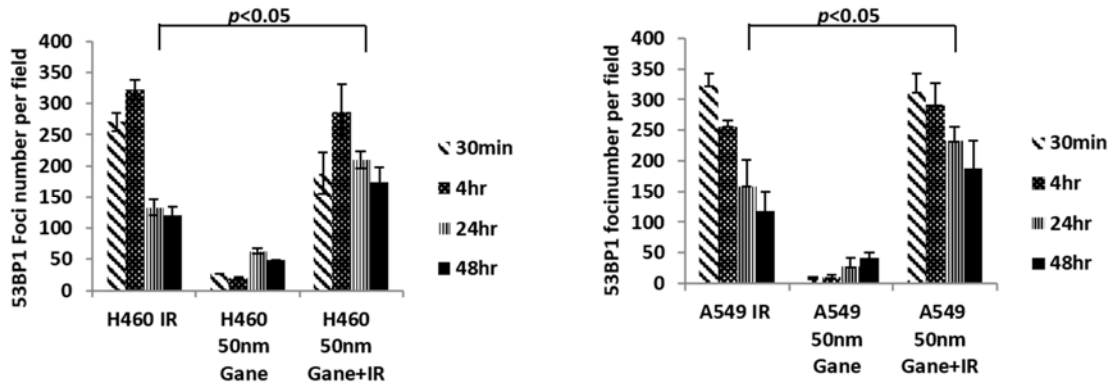 p<0.05
53BP1 Foci number per field
400
350
300
250
200
150
100
50
0
H460 IR
H460
50nm
Gane
H460
50nm
Gane+IR
30min
4hr
24hr
48hr
p<0.05
53BP1 focinumber per field
400
350
300
250
200
150
100
50
0
A549 IR
A549
50nm
Gane
A549
50nm
Gane+IR
30min
4hr
24hr
48hr